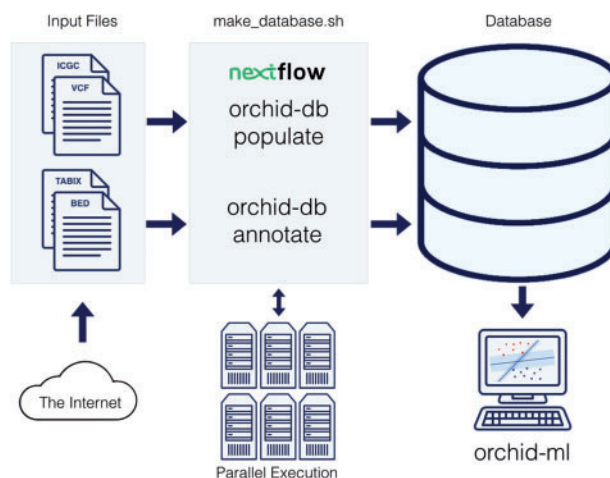 Input Files
make_database.sh
Database
ICGC
VCF
nextflow
orchid-db
populate
TABIX
BED
orchid-db
annotate
The Internet
Parallel Execution
orchid-ml